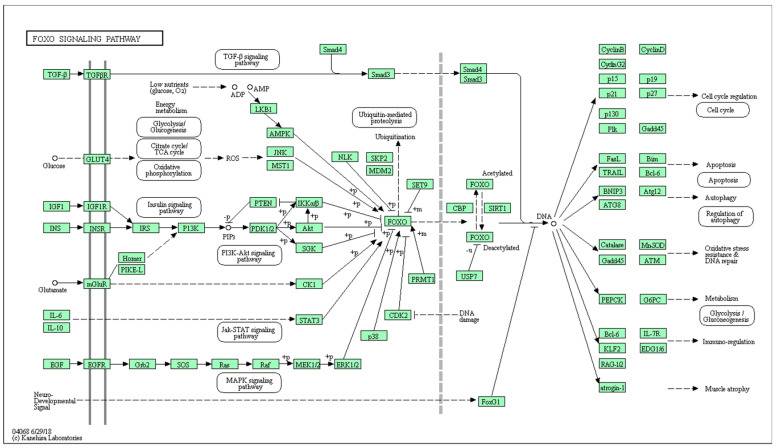 FOXO SIGNALING PATHWAY
TGF-β signaling
pathway
Smad4
TGF-β
TGFβR
Smad3
Smad4
Smad3
CyclinB
CyclinD
CyclinG2
p15
p19
p21
p27
Cell cycle regulation
Cell cycle
p130
Plk
Gadd45
Low nutrients
(glucose, O2)
ADP
AMP
Energy
metabolism
LKB1
Glycolysis/
Glucogenesis
AMPK
Ubiquitin-mediated
proteolysis
Ubiquitination
Citrate cycle/
TCA cycle
Glucose
GLUT4
ROS
JNK
MST1
Oxidative
phosphorylation
NLK
SKP2
MDM2
SET9
Acetylated
FOXO
FasL
Bim
Apoptosis
TRAIL
Bcl-6
Apoptosis
BNIP3
Atg12
Autophagy
ATG8
Regulation of
autophagy
Insulin signaling
pathway
PTEN
IKKαβ
+p
+p
+p
+p
+m
IGF1
IGF1R
CBP
SIRT1
INS
INSR
IRS
PI3K
-p
PIP3
PDK1/2
+p
Akt
+p
FOXO
DNA
FOXO
Deacetylated
-u
USP7
SGK
+p
+p
+m
PI3K-Akt signaling
pathway
Homer
PIKE-L
Catalase
MnSOD
Oxidative stress
resistance &
DNA repair
Gadd45
ATM
Glutamate
mGluR
CK1
PRMT1
PEPCK
G6PC
Metabolism
Glycolysis /
Gluconeogenesis
IL-6
IL-10
STAT3
CDK2
DNA
damage
Jak-STAT signaling
pathway
p38
Bcl-6
IL-7R
Immuno-regulation
KLF2
EDG1/6
RAG-1/2
EGF
EGFR
Grb2
SOS
Ras
Raf
+p
MEK1/2
+p
ERK1/2
MAPK signaling
pathway
atrogin-1
Muscle atrophy
Neuro-
Developmental
Signal
FoxG1
04068 6/29/18
(c) Kanehisa Laboratories